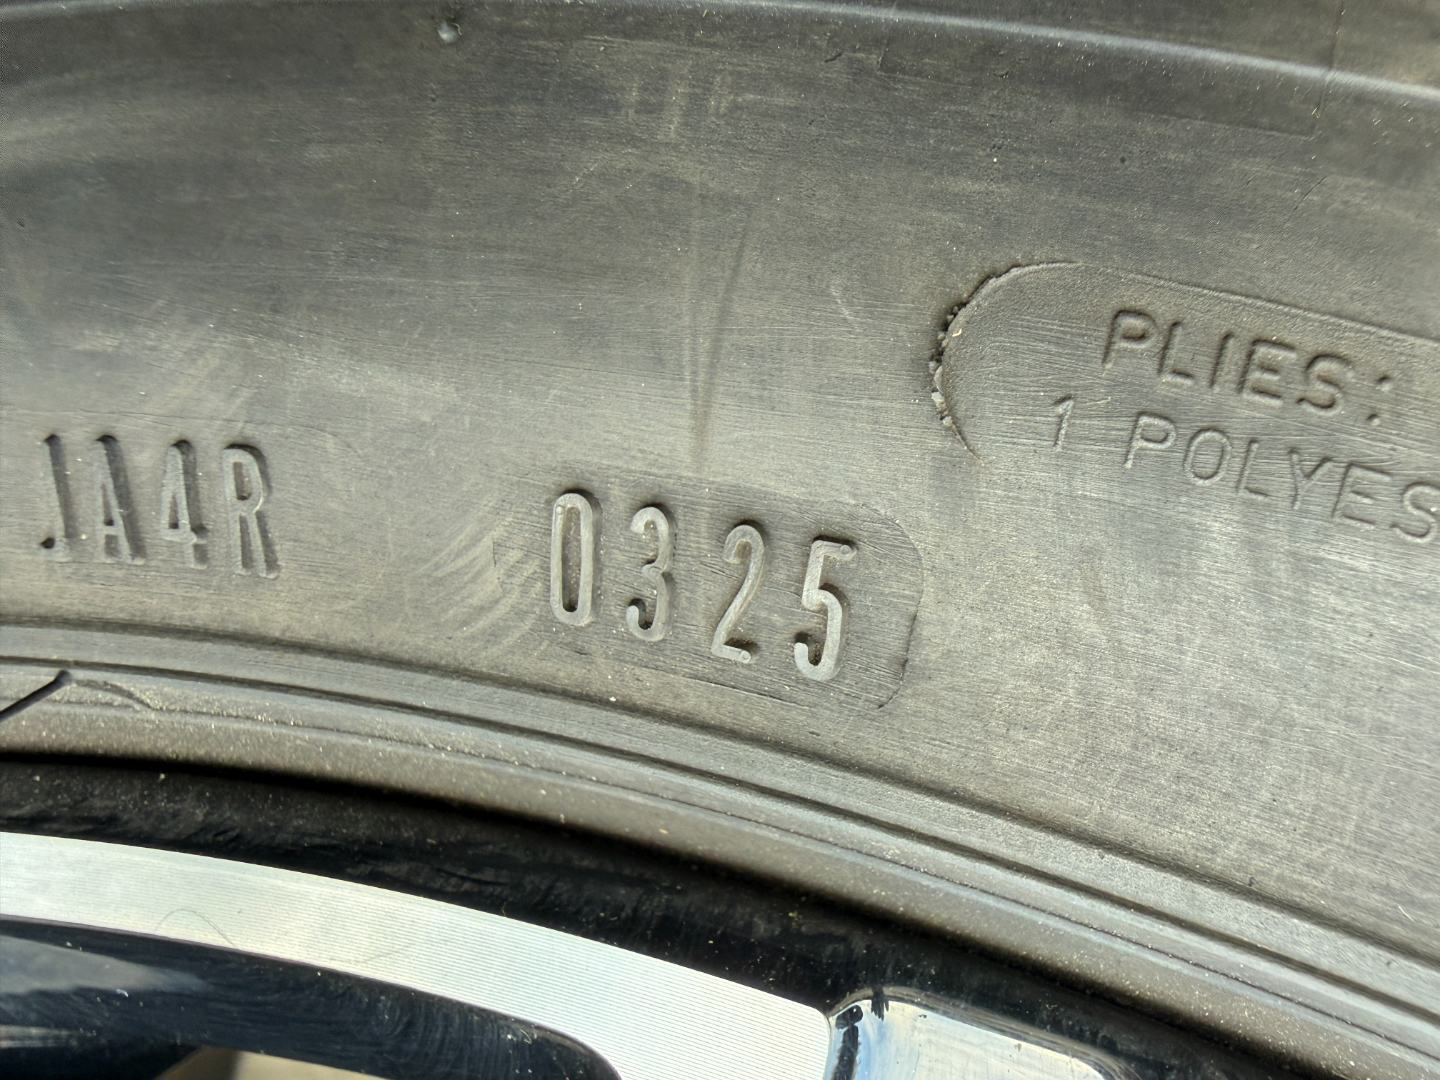 PLIES:
1 POLYES
JA4R 0325